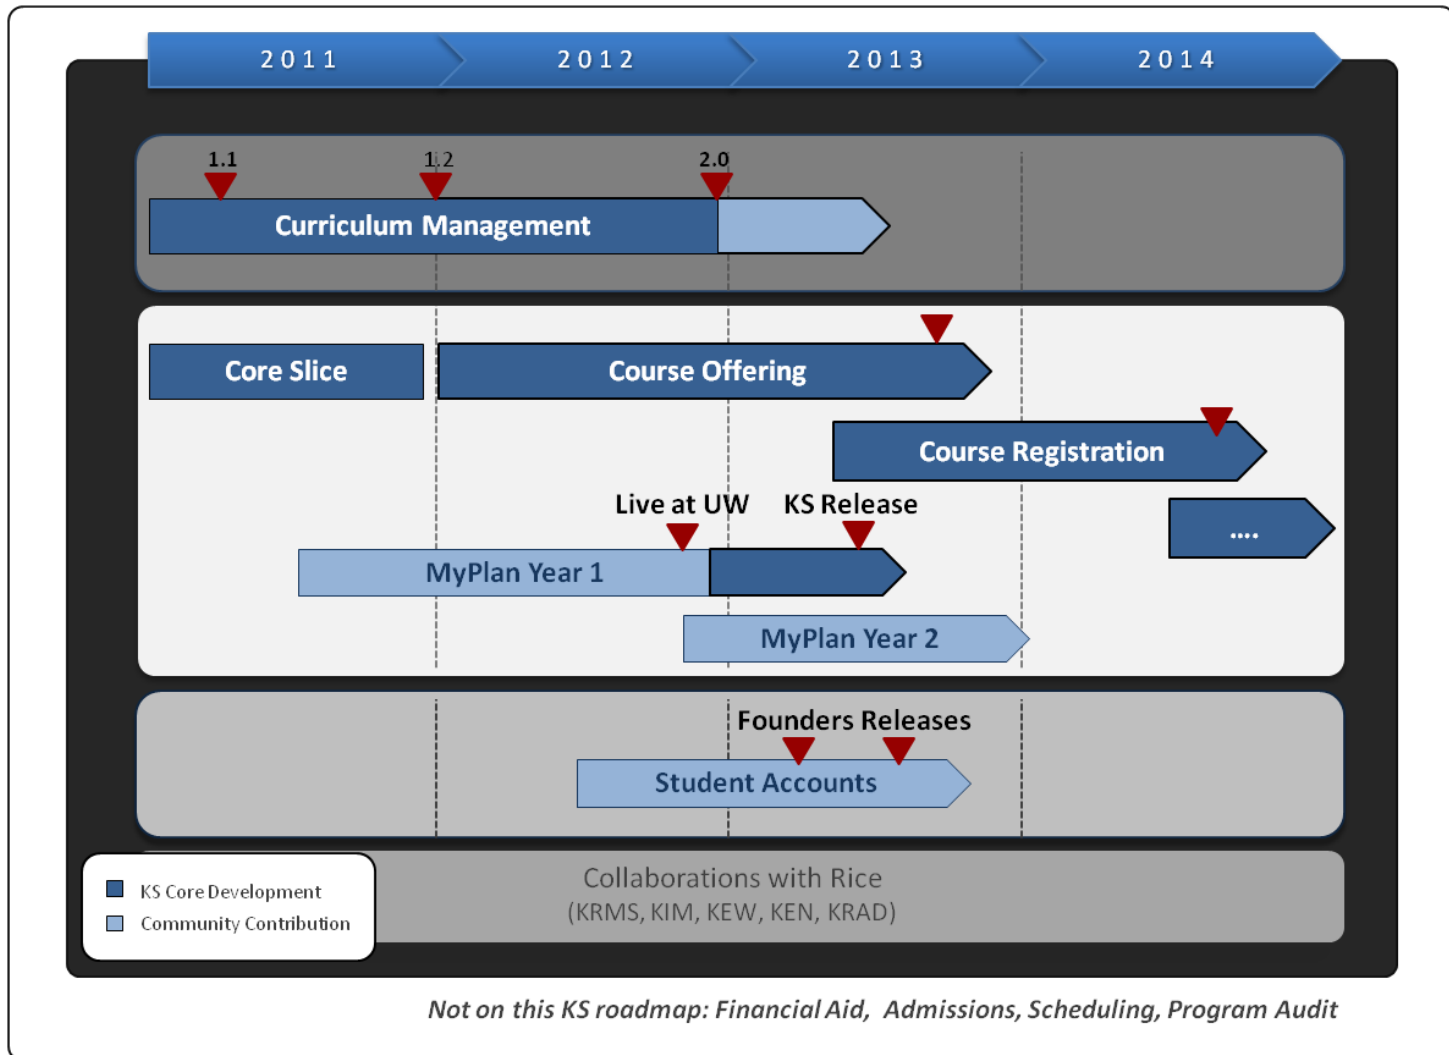 2011 2012 2013 2014
1.1 1.2 2.0
Curriculum Management
Core Slice Course Offering
Course Registration
Live at UW KS Release
....
MyPlan Year 1
MyPlan Year 2
Founders Releases
Student Accounts
Collaborations with Rice
(KRMS, KIM, KEW, KEN, KRAD)
KS Core Development
Community Contribution
Not on this KS roadmap: Financial Aid, Admissions, Scheduling, Program Audit